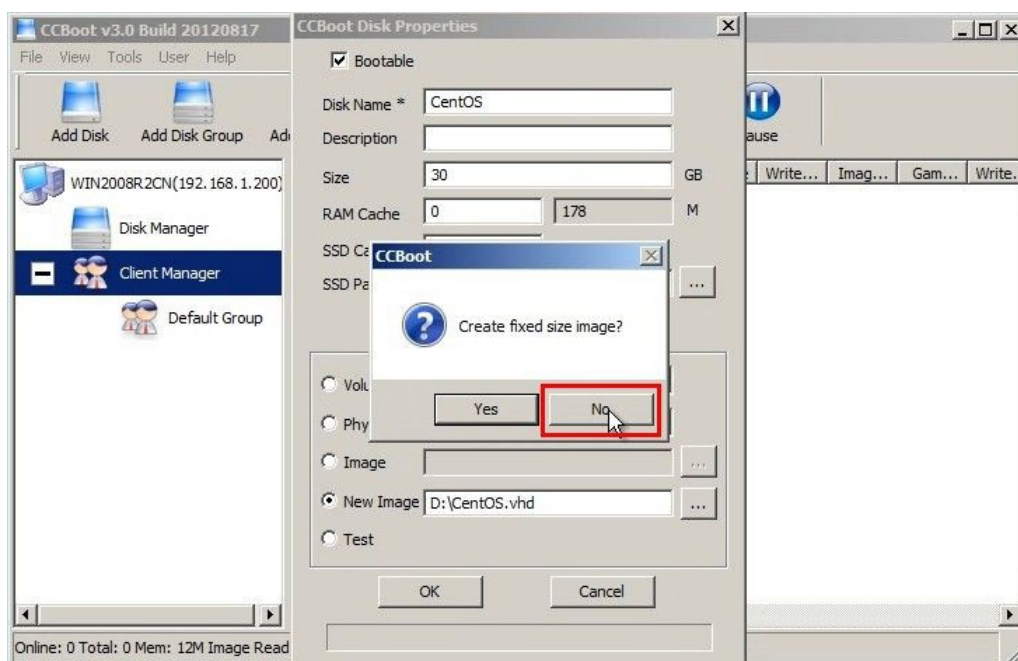 CCBoot v3.0 Build 20120817
File View Tools User Help
Add Disk Add Disk Group
WIN2008R2CN(192.168.1.200)
Disk Manager
Client Manager
Default Group
Online: 0 Total: 0 Mem: 12M Image Read
CCBoot Disk Properties
Bootable
Disk Name * CentOS
Description
Size 30 GB
RAM Cache 0 178 M
SSD
SSD
CCBoot
Create fixed size image?
Yes No
Image ...
New Image D:\CentOS.vhd ...
Test
OK Cancel
Write... Imag... Gam... Write.